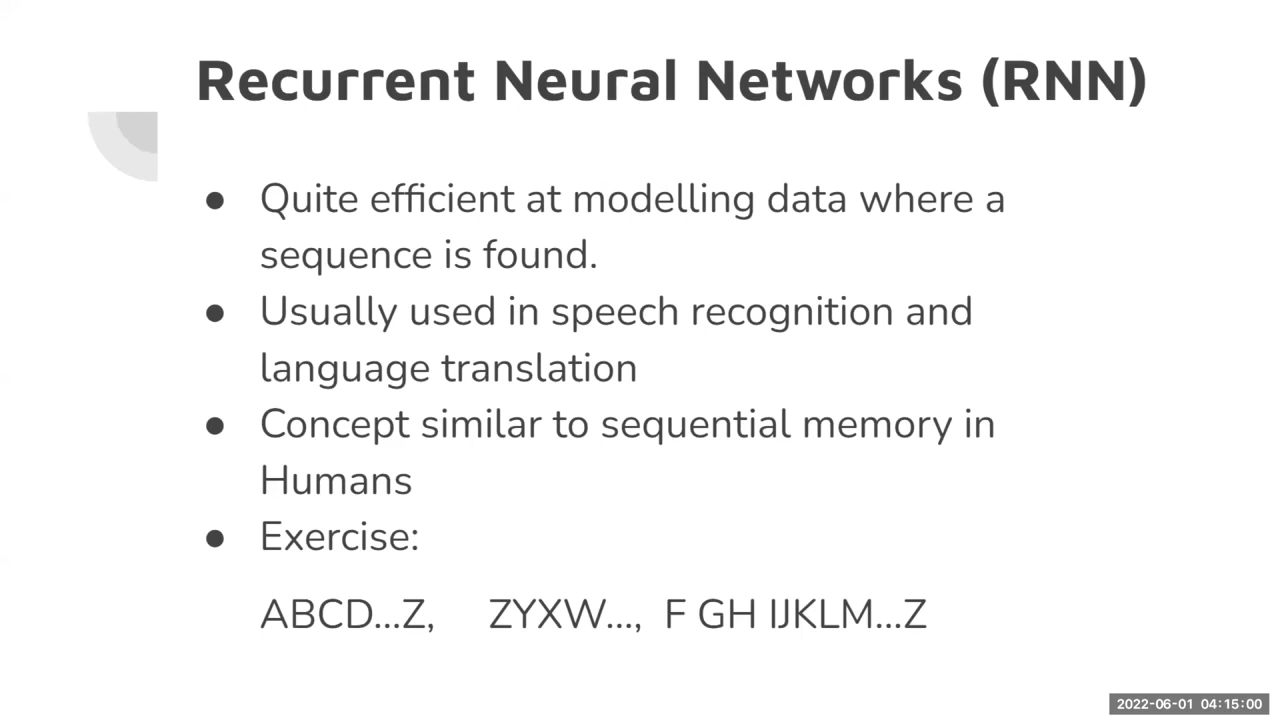 Recurrent Neural Networks (RNN)
● Quite efficient at modelling data where a
sequence is found.
● Usually used in speech recognition and
language translation
● Concept similar to sequential memory in
Humans
● Exercise:
ABCD...Z, ZYXW..., F GH IJKLM...Z
2022-06-01 04:15:00